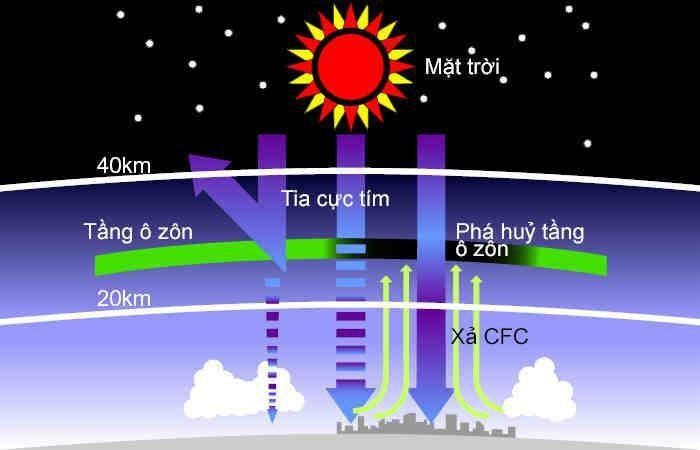 Mặt trời
40km
Tia cực tím
Tầng ô zôn
Phá huỷ tầng
ô zôn
20km
Xả CFC